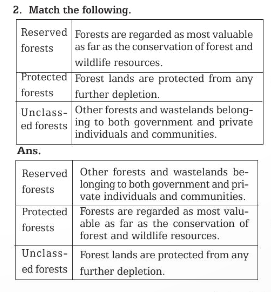 2. Match the following.
Reserved forests
Forests are regarded as most valuable
as far as the conservation of forest and
wildlife resources.
Protected forests
Forest lands are protected from any
further depletion.
Unclass-
ed forests
Other forests and wastelands belong-
ing to both government and private
individuals and communities.
Ans.
Reserved
forests
Other forests and wastelands be-
longing to both government and pri-
vate individuals and communities.
Protected
forests
Forests are regarded as most valu-
able as far as the conservation of
forest and wildlife resources.
Unclass-
ed forests
Forest lands are protected from any
further depletion.